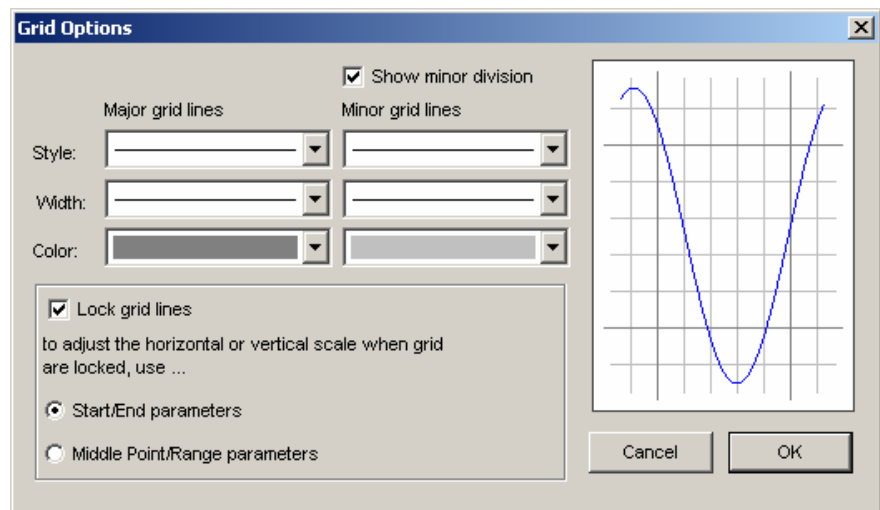 Grid Options
Show minor division
Major grid lines
Minor grid lines
Style:
Width:
Color:
Lock grid lines
to adjust the horizontal or vertical scale when grid
are locked, use ...
Start/End parameters
Middle Point/Range parameters
Cancel
OK